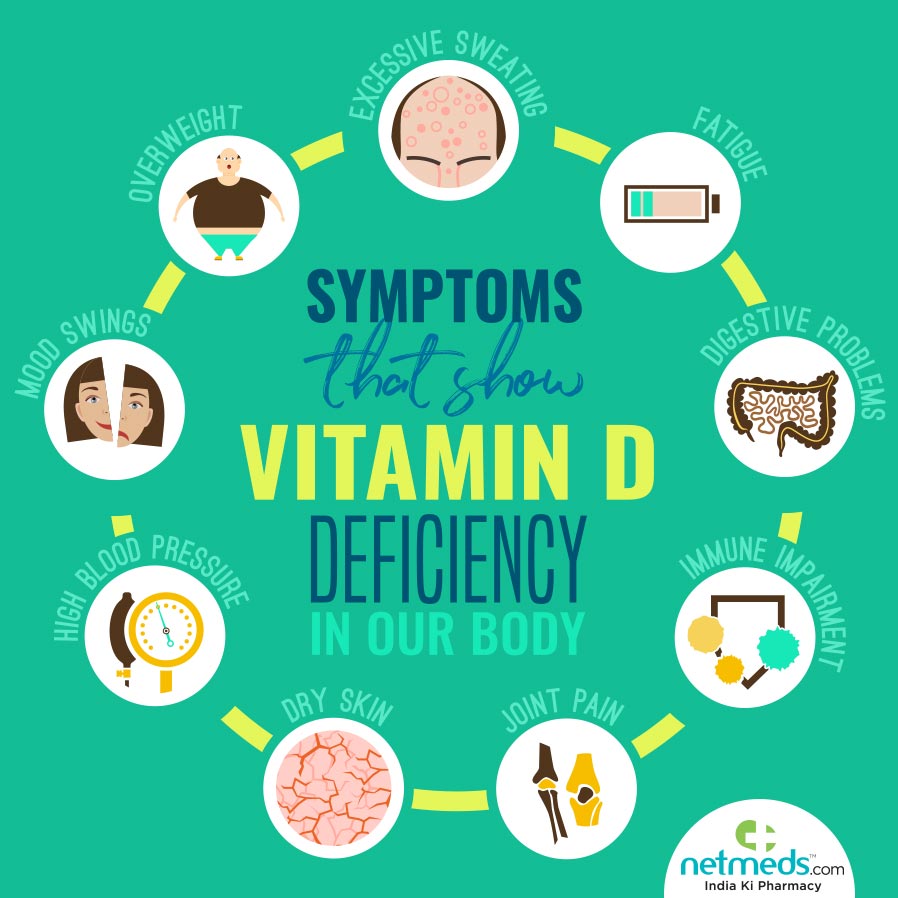 EXCESSIVE SWEATING
OVERWEIGHT
FATIGUE
SYMPTOMS
that show
VITAMIN D
DEFICIENCY
IN OUR BODY
MOOD SWINGS
DIGESTIVE PROBLEMS
HIGH BLOOD PRESSURE
IMMUNE IMPAIRMENT
DRY SKIN
JOINT PAIN
netmeds™.com
India Ki Pharmacy